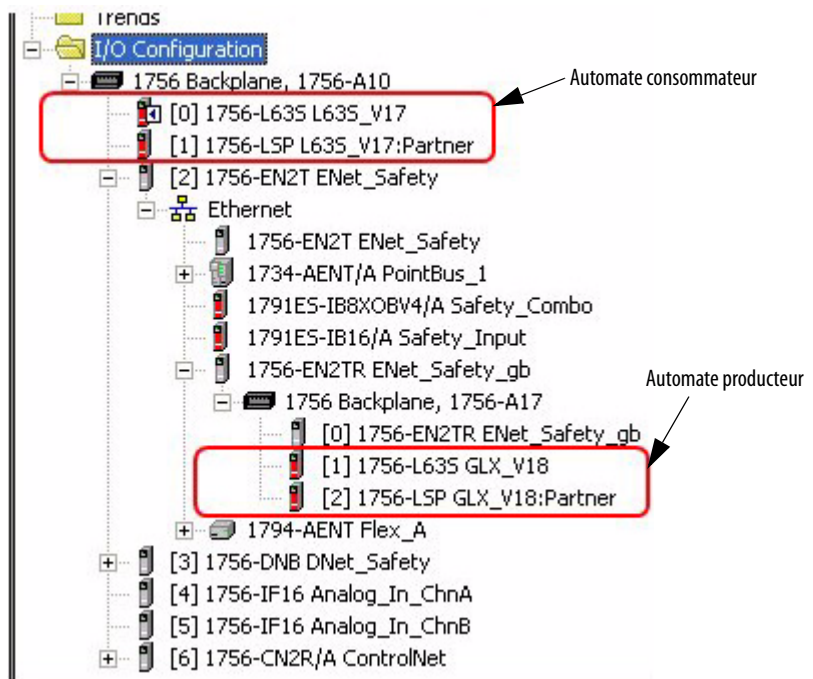 Trends
I/O Configuration
1756 Backplane, 1756-A10
Automate consommateur
[0] 1756-L63S L63S_V17
[1] 1756-LSP L63S_V17:Partner
[2] 1756-EN2T ENet_Safety
Ethernet
1756-EN2T ENet_Safety
1734-AENT/A PointBus_1
1791ES-IB8XOBV4/A Safety_Combo
1791ES-IB16/A Safety_Input
1756-EN2TR ENet_Safety_gb
Automate producteur
1756 Backplane, 1756-A17
[0] 1756-EN2TR ENet_Safety_gb
[1] 1756-L63S GLX_V18
[2] 1756-LSP GLX_V18:Partner
1794-AENT Flex_A
[3] 1756-DNB DNet_Safety
[4] 1756-IF16 Analog_In_ChnA
[5] 1756-IF16 Analog_In_ChnB
[6] 1756-CN2R/A ControlNet